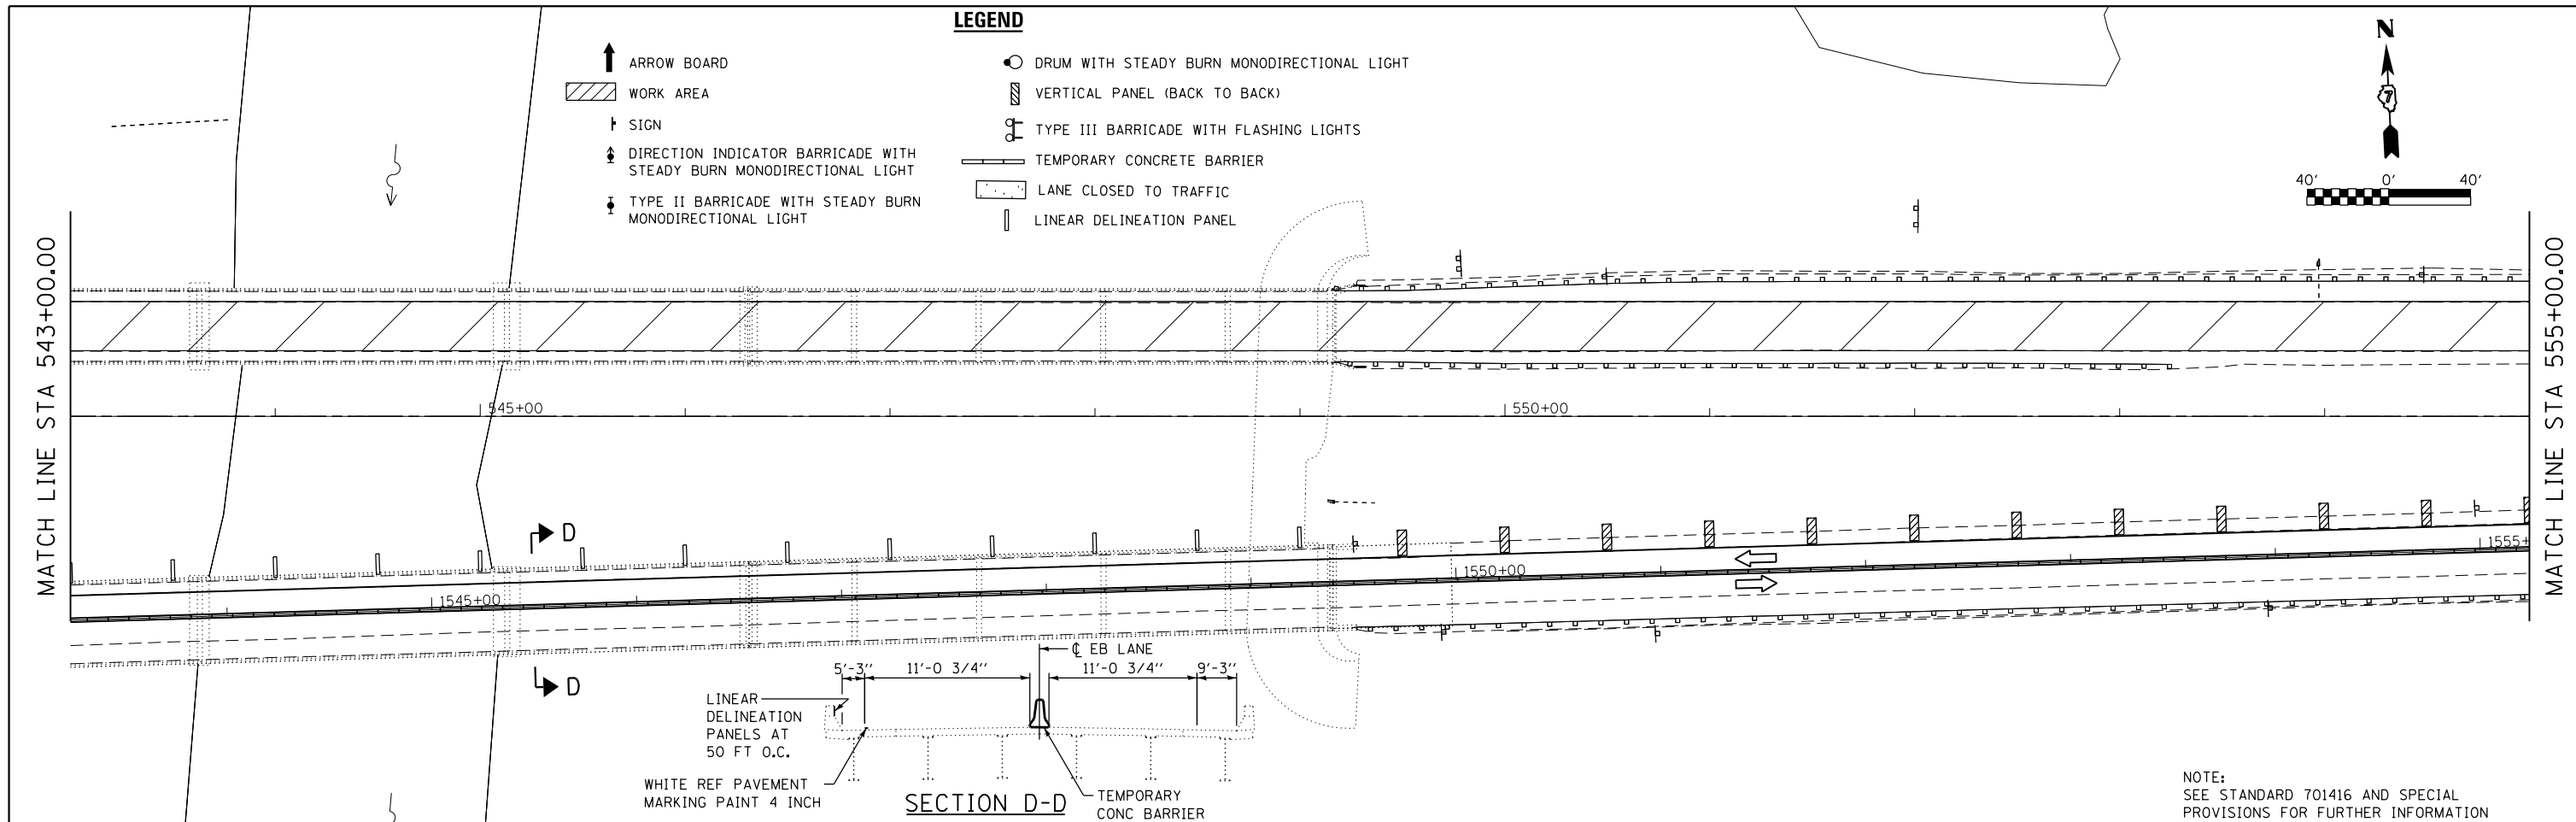 LEGEND
ARROW BOARD
WORK AREA
SIGN
DIRECTION INDICATOR BARRICADE WITH
STEADY BURN MONODIRECTIONAL LIGHT
TYPE II BARRICADE WITH STEADY BURN
MONODIRECTIONAL LIGHT
DRUM WITH STEADY BURN MONODIRECTIONAL LIGHT
VERTICAL PANEL (BACK TO BACK)
TYPE III BARRICADE WITH FLASHING LIGHTS
TEMPORARY CONCRETE BARRIER
LANE CLOSED TO TRAFFIC
LINEAR DELINEATION PANEL
N
7
40' 0' 40'
MATCH LINE STA 543+00.00
MATCH LINE STA 555+00.00
545+00
550+00
D
1545+00
1550+00
1555+
D
℄ EB LANE
5'-3" 11'-0 3/4" 11'-0 3/4" 9'-3"
LINEAR
DELINEATION
PANELS AT
50 FT O.C.
WHITE REF PAVEMENT
MARKING PAINT 4 INCH
SECTION D-D
TEMPORARY
CONC BARRIER
NOTE:
SEE STANDARD 701416 AND SPECIAL
PROVISIONS FOR FURTHER INFORMATION